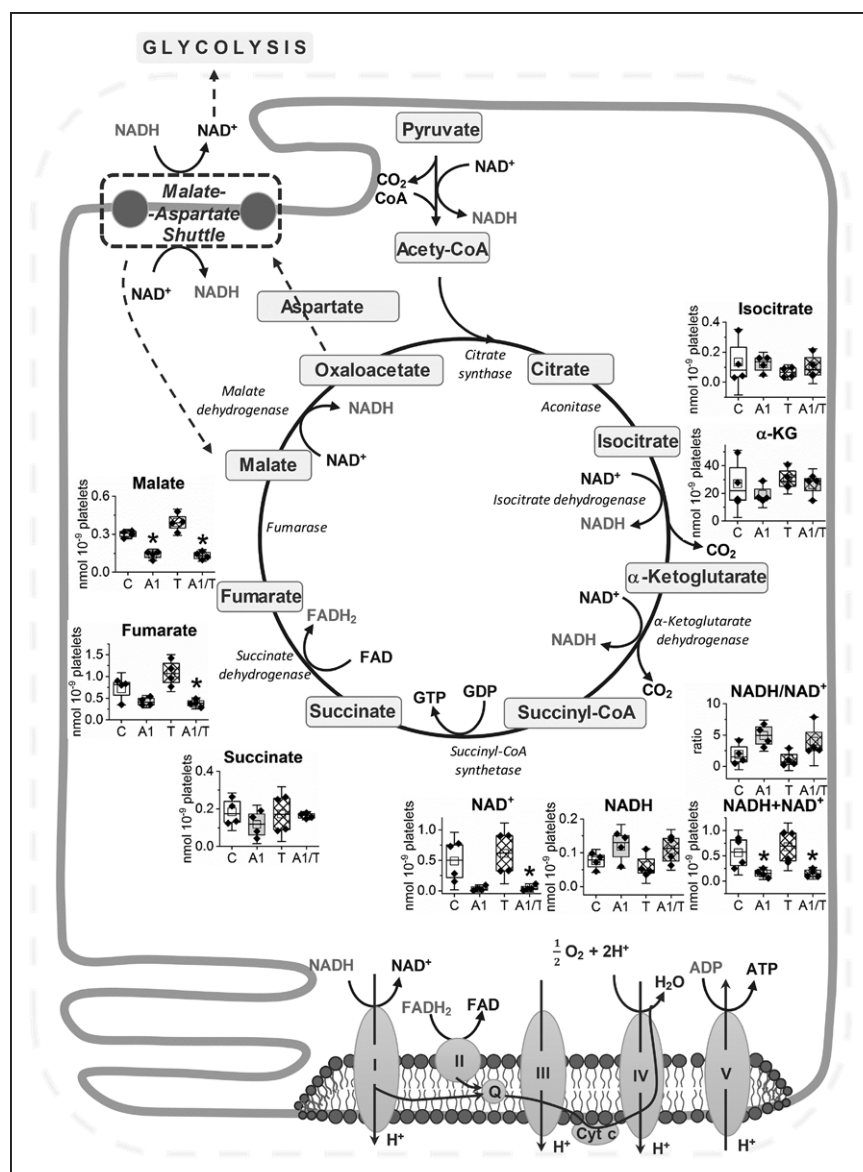 GLYCOLYSIS
NADH
NAD⁺
Malate-
-Aspartate
Shuttle
NAD⁺
NADH
Pyruvate
CO₂
CoA
NAD⁺
NADH
Acety-CoA
Aspartate
Oxaloacetate
Citrate
synthase
Citrate
Aconitase
Isocitrate
NAD⁺
Isocitrate dehydrogenase
NADH
CO₂
α-Ketoglutarate
NAD⁺
α-Ketoglutarate
dehydrogenase
NADH
CO₂
Succinyl-CoA
GTP
GDP
Succinyl-CoA
synthetase
Succinate
Succinate
dehydrogenase
FADH₂
FAD
Fumarate
Fumarase
Malate
Malate
dehydrogenase
NADH
NAD⁺
Isocitrate
nmol 10⁻⁹ platelets
0.4
0.2
0.0
C A1 T A1/T
α-KG
nmol 10⁻⁹ platelets
40
20
0
C A1 T A1/T
Malate
nmol 10⁻⁹ platelets
0.6
0.3
0.0
* *
C A1 T A1/T
Fumarate
nmol 10⁻⁹ platelets
1.5
1.0
0.5
0.0
*
C A1 T A1/T
Succinate
nmol 10⁻⁹ platelets
0.4
0.2
0.0
C A1 T A1/T
NADH/NAD⁺
ratio
10
5
0
C A1 T A1/T
NAD⁺
nmol 10⁻⁹ platelets
1.0
0.5
0.0
*
C A1 T A1/T
NADH
nmol 10⁻⁹ platelets
0.2
0.1
0.0
C A1 T A1/T
NADH+NAD⁺
nmol 10⁻⁹ platelets
1.0
0.5
0.0
* *
C A1 T A1/T
NADH
NAD⁺
FADH₂
FAD
½ O₂ + 2H⁺
H₂O
ADP
ATP
I
II
Q
III
Cyt c
IV
V
H⁺
H⁺
H⁺
H⁺